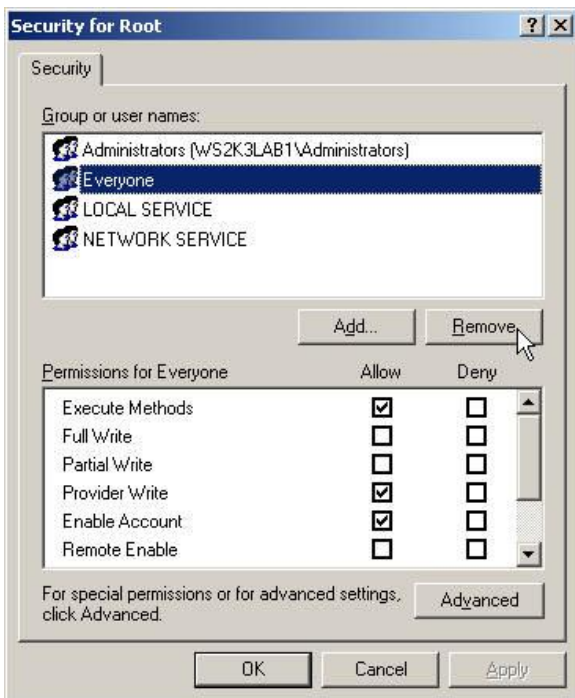 Security for Root
Security
Group or user names:
Administrators (WS2K3LAB1\Administrators)
Everyone
LOCAL SERVICE
NETWORK SERVICE
Add... Remove
Permissions for Everyone Allow Deny
Execute Methods
Full Write
Partial Write
Provider Write
Enable Account
Remote Enable
For special permissions or for advanced settings,
click Advanced.
Advanced
OK Cancel Apply